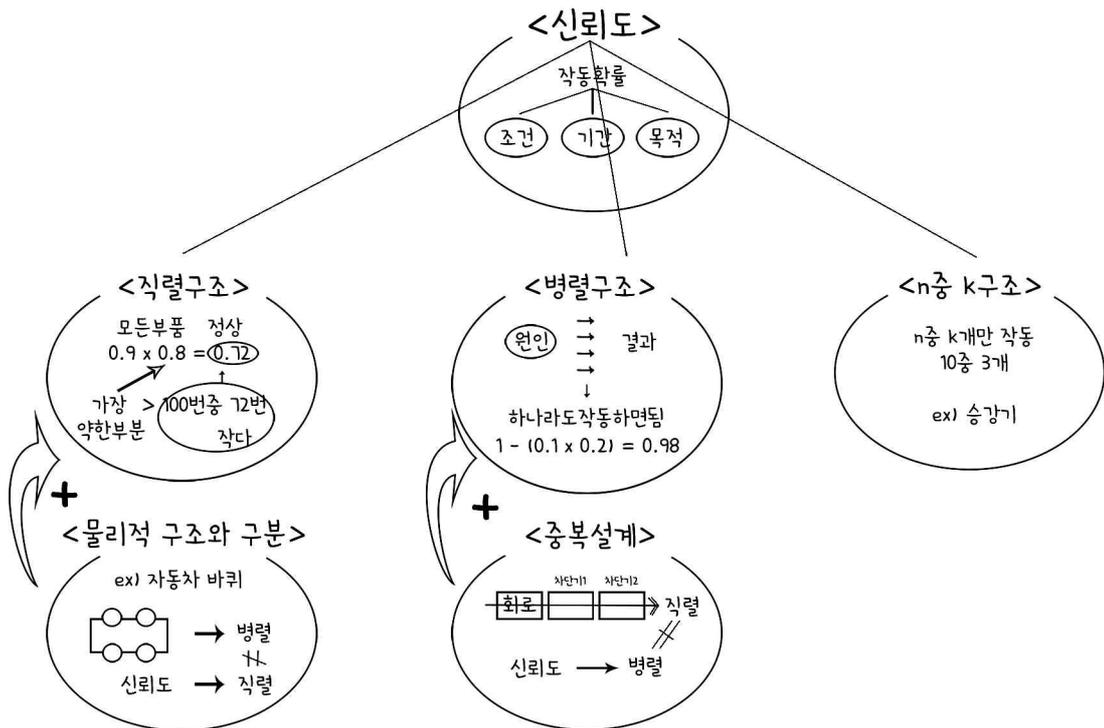 <신뢰도>
작동확률
조건 기간 목적
<직렬구조>
모든부품 정상
0.9 x 0.8 = 0.72
가장 > 100번중 72번
약한부분 작다
<병렬구조>
원인 → 결과
→
→
→
↓
하나라도작동하면됨
1 - (0.1 x 0.2) = 0.98
<n중 k구조>
n중 k개만 작동
10중 3개
ex) 승강기
+
<물리적 구조와 구분>
ex) 자동차 바퀴
→ 병렬
신뢰도 → 직렬
+
<중복설계>
차단기1 차단기2
회로 직렬
신뢰도 → 병렬